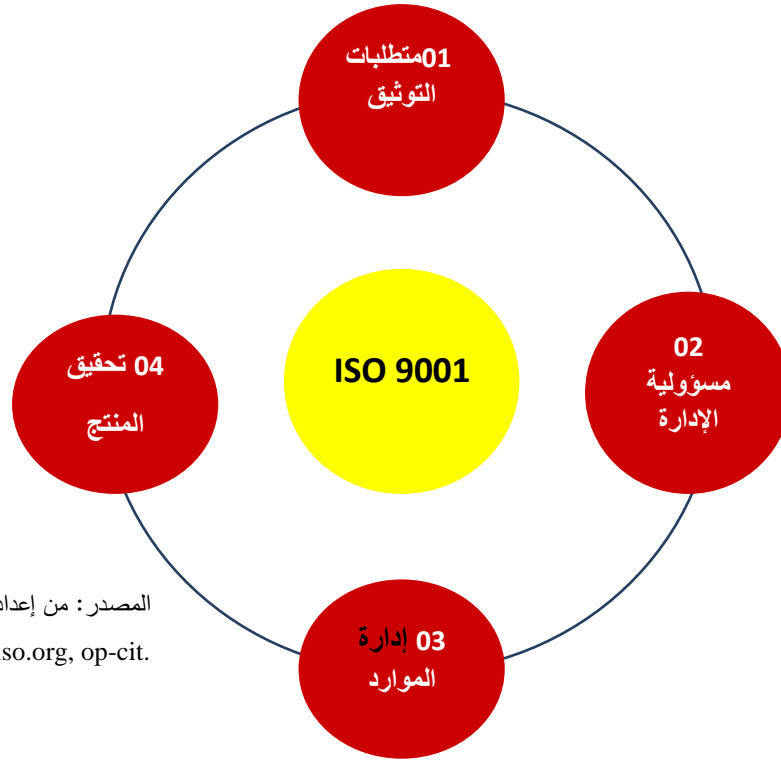 01متطلبات
التوثيق
02
مسؤولية
الإدارة
ISO 9001
04 تحقيق
المنتج
03 إدارة
الموارد
المصدر: من إعداد
so.org, op-cit.